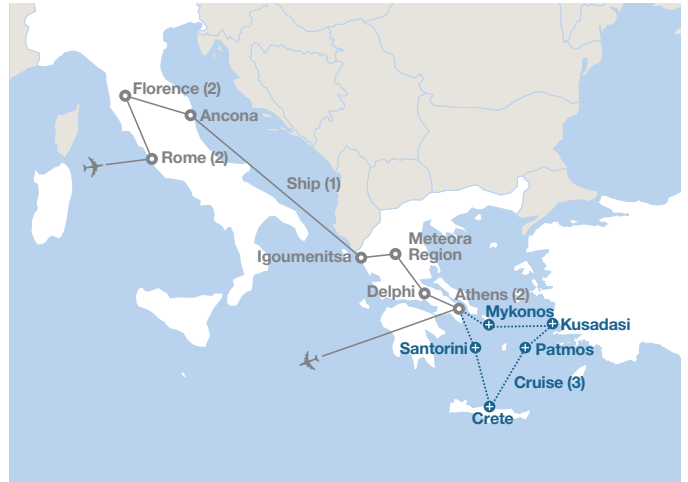 Florence (2)
Ancona
Rome (2)
Ship (1)
Meteora
Region
Igoumenitsa
Delphi
Athens (2)
Mykonos
Kusadasi
Santorini
Patmos
Cruise (3)
Crete